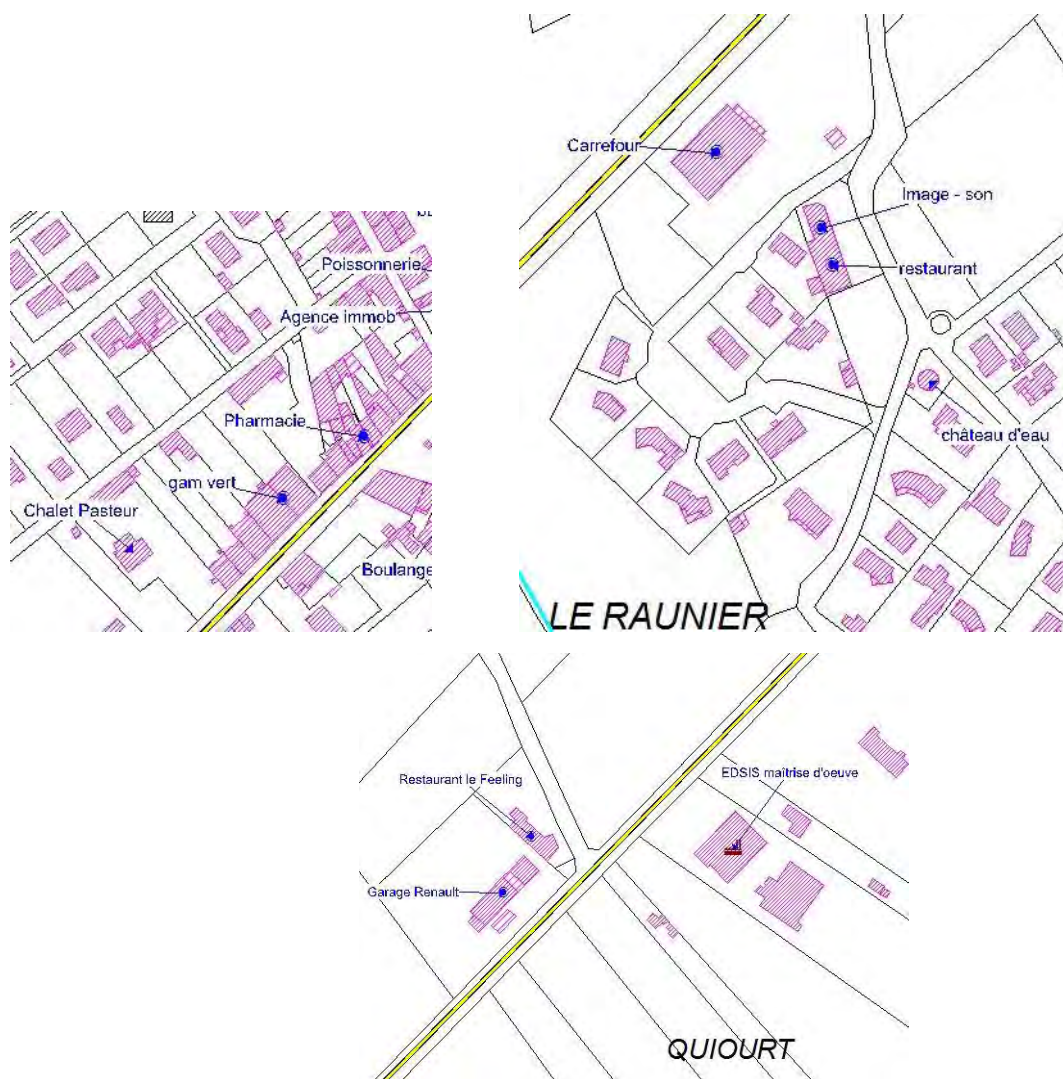 Poissonnerie
Agence immob
Pharmacie
gam vert
Chalet Pasteur
Boulange
Carrefour
Image - son
restaurant
château d'eau
LE RAUNIER
Restaurant le Feeling
EDSIS maîtrise d'oeuve
Garage Renault
QUIOURT